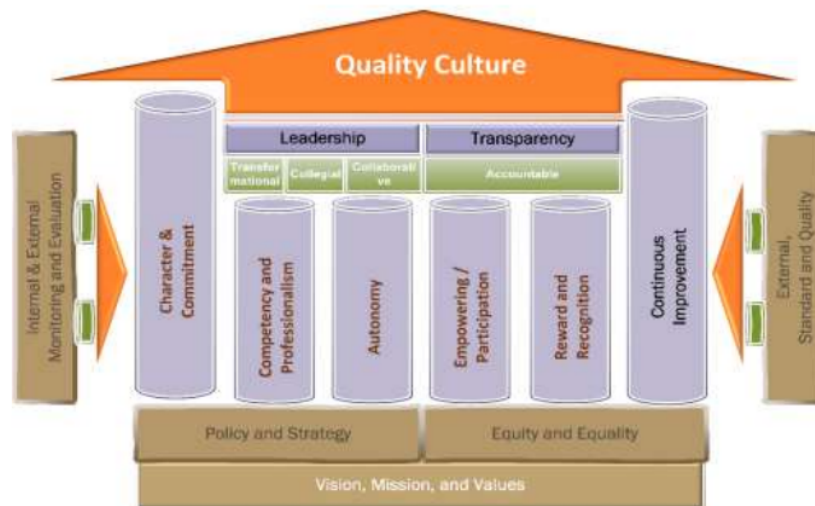 Quality Culture
Leadership
Transparency
Transfor
mational
Collegial
Collaborati
ve
Accountable
Internal & External
Monitoring and Evaluation
Character &
Commitment
Competency and
Professionalism
Autonomy
Empowering /
Participation
Reward and
Recognition
Continuous
Improvement
External,
Standard and Quality
Policy and Strategy
Equity and Equality
Vision, Mission, and Values